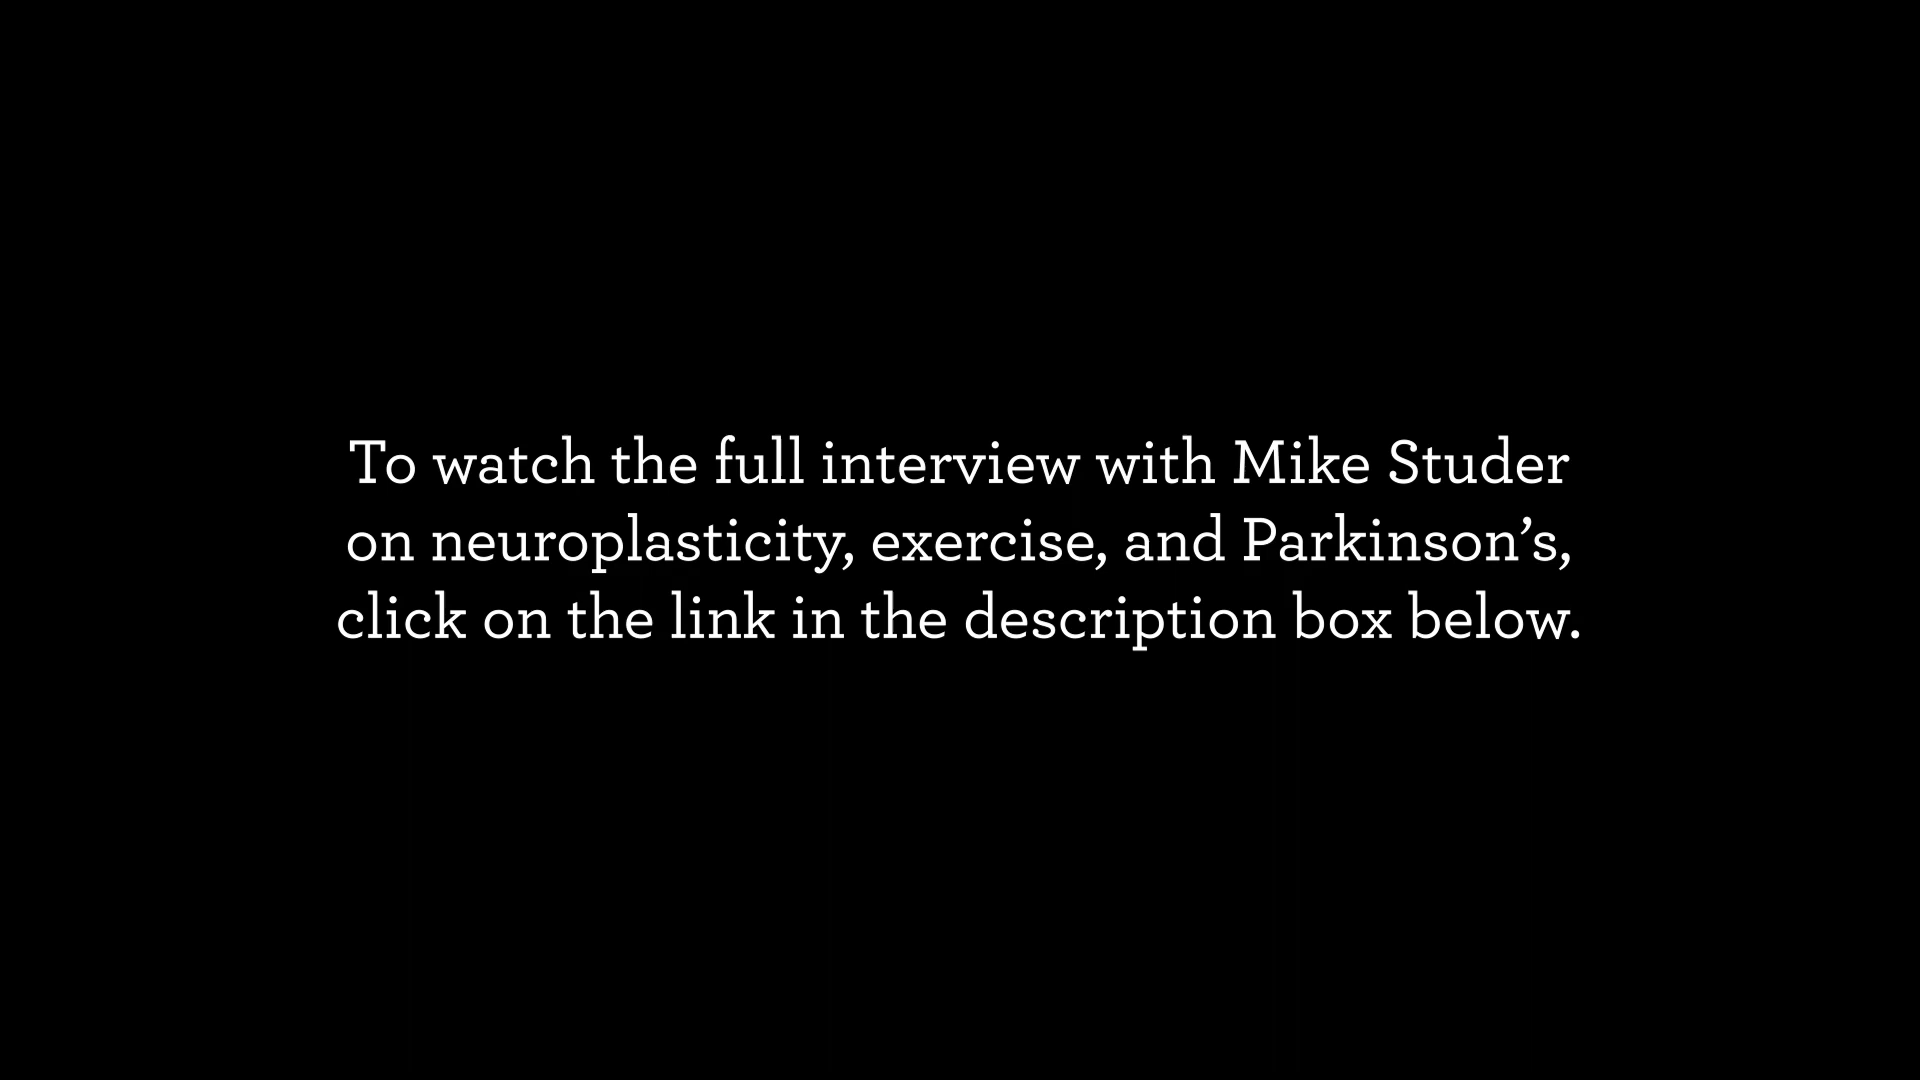 To watch the full interview with Mike Studer
on neuroplasticity, exercise, and Parkinson’s,
click on the link in the description box below.